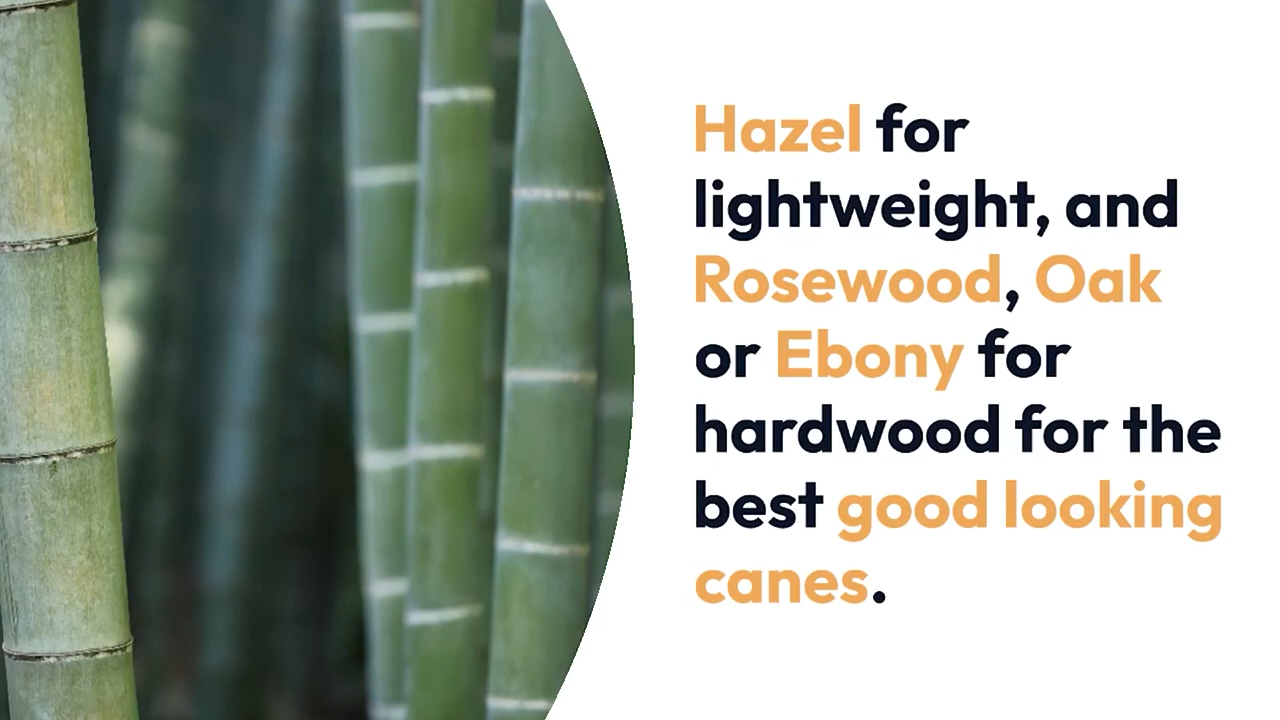 Hazel for
lightweight, and
Rosewood, Oak
or Ebony for
hardwood for the
best good looking
canes.